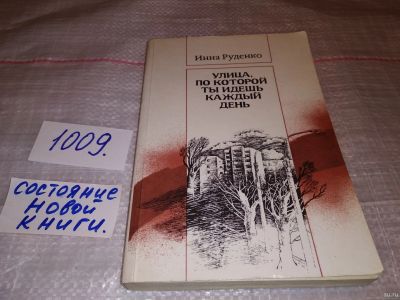 Инна Руденко
УЛИЦА,
ПО КОТОРОЙ
ТЫ ИДЕШЬ
КАЖДЫЙ
ДЕНЬ
1009.
СОСТОЯНИЕ
НОВОЙ
КНИГИ.